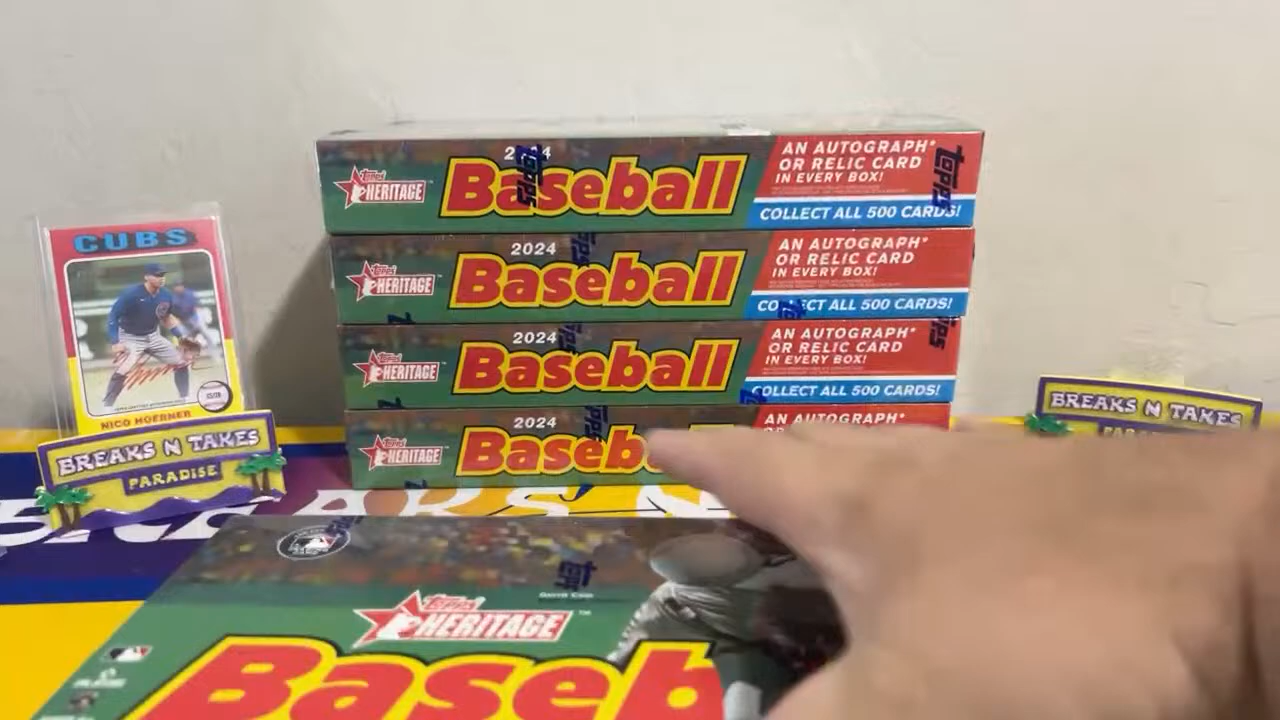 2024
Topps
HERITAGE
Baseball
AN AUTOGRAPH*
OR RELIC CARD
IN EVERY BOX!
COLLECT ALL 500 CARDS!
topps
2024
Topps
HERITAGE
Baseball
AN AUTOGRAPH*
OR RELIC CARD
IN EVERY BOX!
COLLECT ALL 500 CARDS!
2024
Topps
HERITAGE
Baseball
AN AUTOGRAPH*
OR RELIC CARD
IN EVERY BOX!
COLLECT ALL 500 CARDS!
2024
Topps
HERITAGE
Baseb
AN AUTOGRAPH*
CUBS
NICO HOERNER
BREAKS N TAKES
PARADISE
BREAKS N TAKES
Topps
HERITAGE™
Baseb